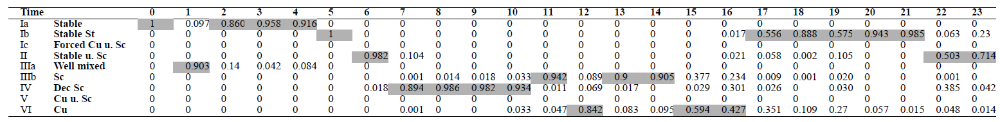 Time 0 1 2 3 4 5 6 7 8 9 10 11 12 13 14 15 16 17 18 19 20 21 22 23
Ia Stable 1 0.097 0.860 0.958 0.916 0 0 0 0 0 0 0 0 0 0 0 0 0 0 0 0 0 0 0
Ib Stable St 0 0 0 0 0 1 0 0 0 0 0 0 0 0 0 0 0.017 0.556 0.888 0.575 0.943 0.985 0.063 0.23
Ic Forced Cu u. Sc 0 0 0 0 0 0 0 0 0 0 0 0 0 0 0 0 0 0 0 0 0 0 0 0
II Stable u. Sc 0 0 0 0 0 0 0.982 0.104 0 0 0 0 0 0 0 0 0.021 0.058 0.002 0.105 0 0 0.503 0.714
IIIa Well mixed 0 0.903 0.14 0.042 0.084 0 0 0 0 0 0 0 0 0 0 0 0 0 0 0 0 0 0 0
IIIb Sc 0 0 0 0 0 0 0 0.001 0.014 0.018 0.033 0.942 0.089 0.9 0.905 0.377 0.234 0.009 0.001 0.020 0 0 0.001 0
IV Dec Sc 0 0 0 0 0 0 0.018 0.894 0.986 0.982 0.934 0.011 0.069 0.017 0 0.029 0.301 0.026 0 0.030 0 0 0.385 0.042
V Cu u. Sc 0 0 0 0 0 0 0 0 0 0 0 0 0 0 0 0 0 0 0 0 0 0 0 0
VI Cu 0 0 0 0 0 0 0 0.001 0 0 0.033 0.047 0.842 0.083 0.095 0.594 0.427 0.351 0.109 0.27 0.057 0.015 0.048 0.014